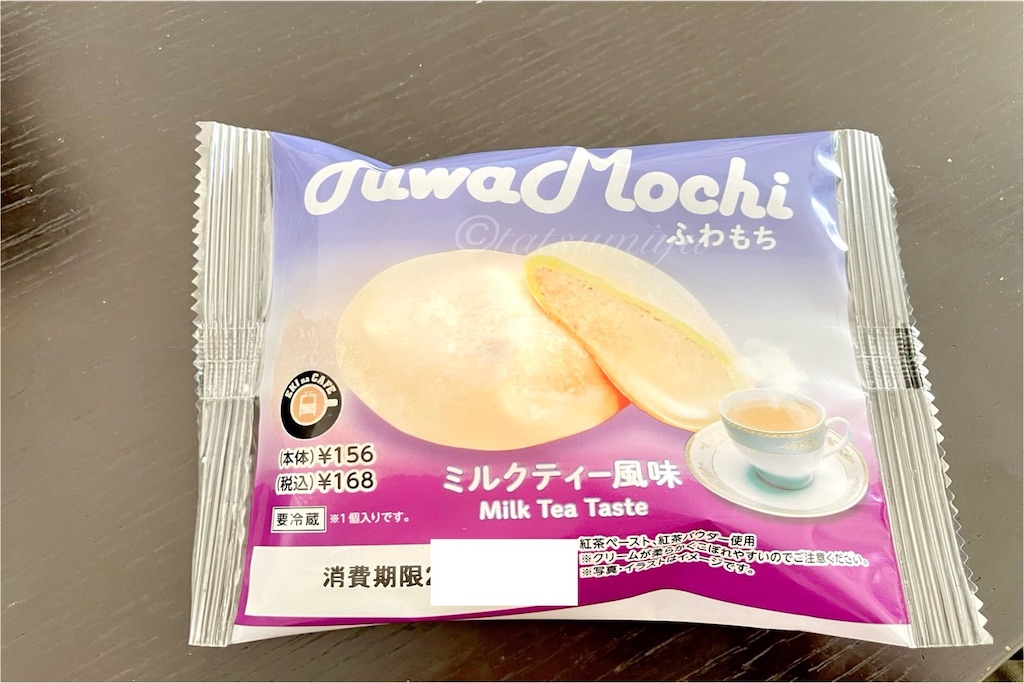 FuwaMochi
©tatsumiya
ふわもち
EKI na CAFE
(本体)¥156
(税込)¥168
ミルクティー風味
Milk Tea Taste
要冷蔵 ※1個入りです。
紅茶ペースト、紅茶パウダー使用
※クリームが柔らかくこぼれやすいのでご注意ください。
※写真・イラストはイメージです。
消費期限2